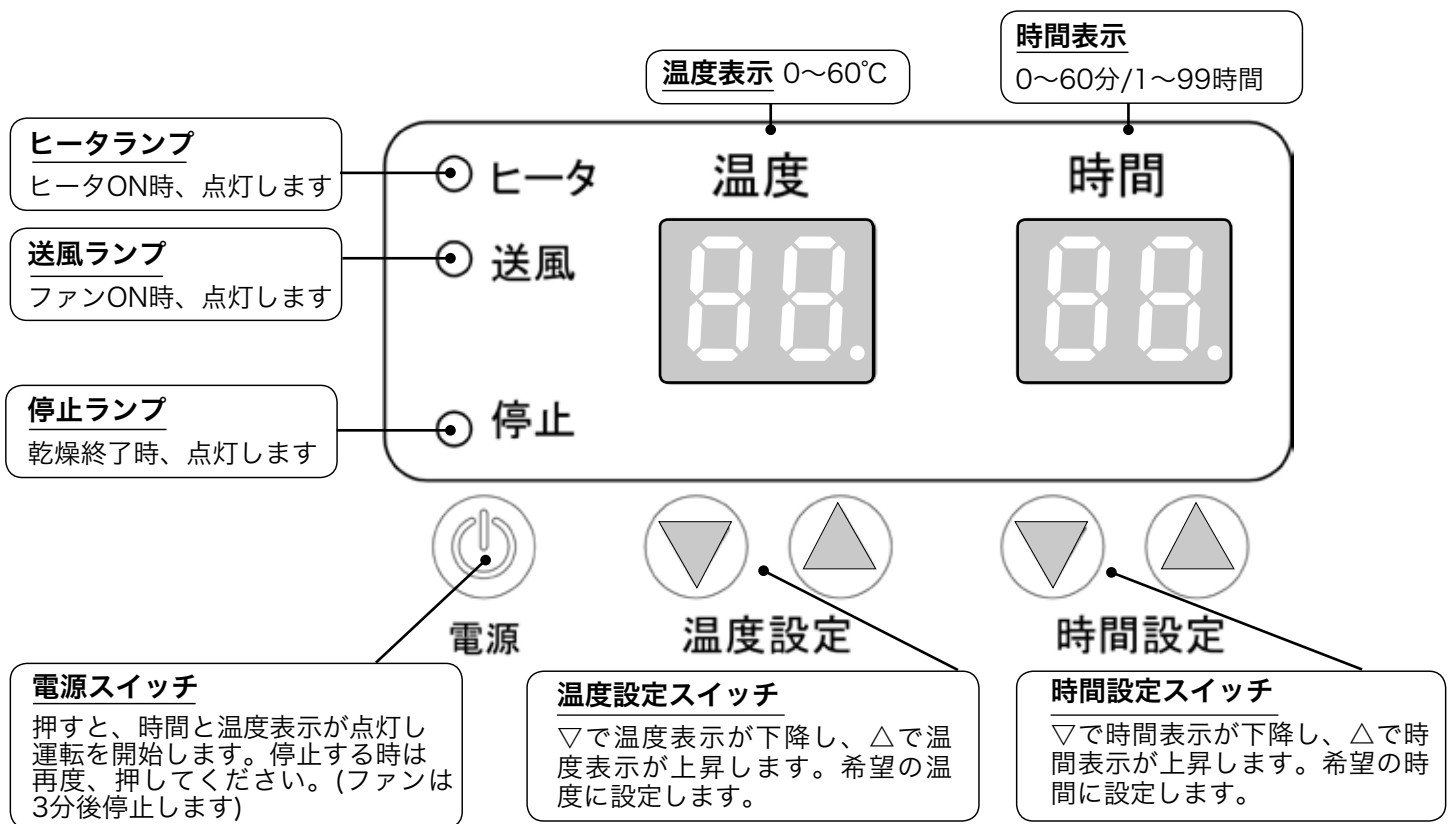 時間表示
0〜60分/1〜99時間
温度表示 0〜60℃
ヒータランプ
ヒータON時、点灯します
送風ランプ
ファンON時、点灯します
停止ランプ
乾燥終了時、点灯します
ヒータ
送風
停止
温度
時間
88.
88.
電源
温度設定
時間設定
電源スイッチ
押すと、時間と温度表示が点灯し
運転を開始します。停止する時は
再度、押してください。(ファンは
3分後停止します)
温度設定スイッチ
▽で温度表示が下降し、△で温
度表示が上昇します。希望の温
度に設定します。
時間設定スイッチ
▽で時間表示が下降し、△で時
間表示が上昇します。希望の時
間に設定します。